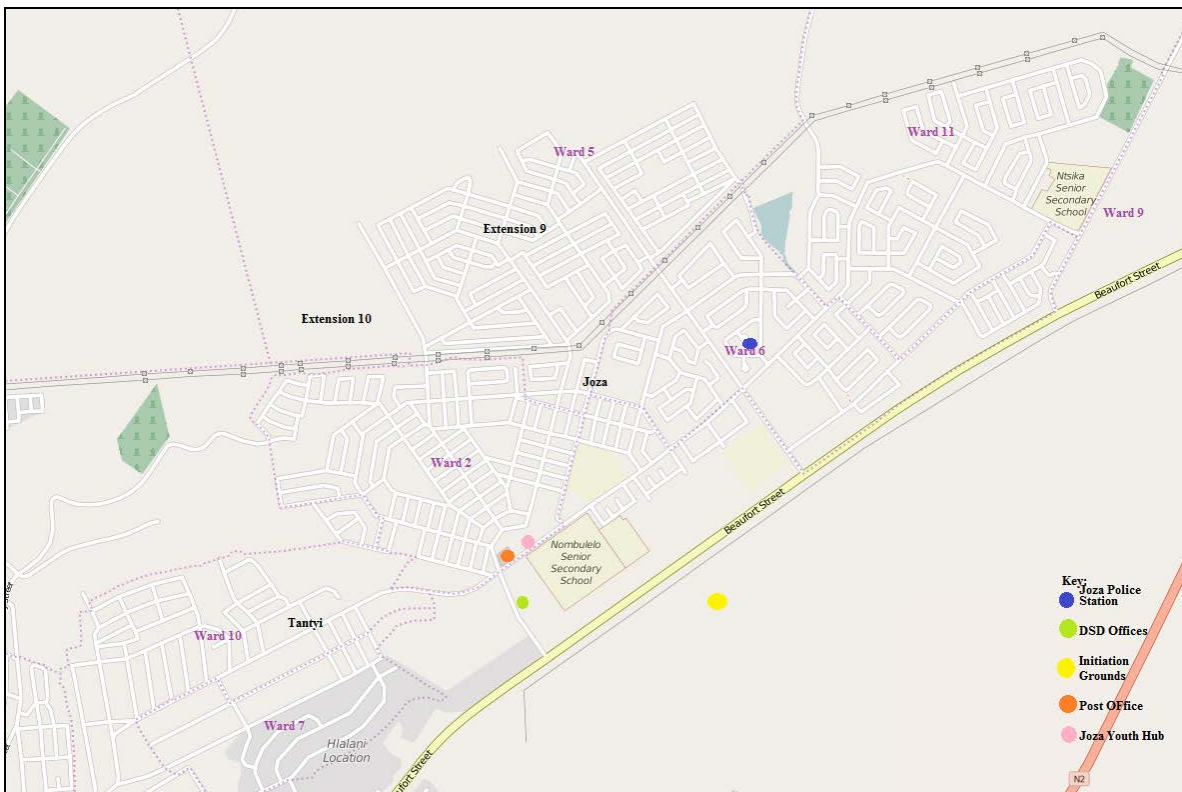 Ward 5
Ward 11
Ntsika
Senior
Secondary
School
Ward 9
Extension 9
Beaufort Street
Extension 10
Ward 6
Joza
Ward 2
Beaufort Street
Nombulelo
Senior
Secondary
School
Key:
Joza Police
Station
DSD Offices
Initiation
Grounds
Post OFfice
Joza Youth Hub
Tantyi
Ward 10
Ward 7
Hlalani
Location
N2